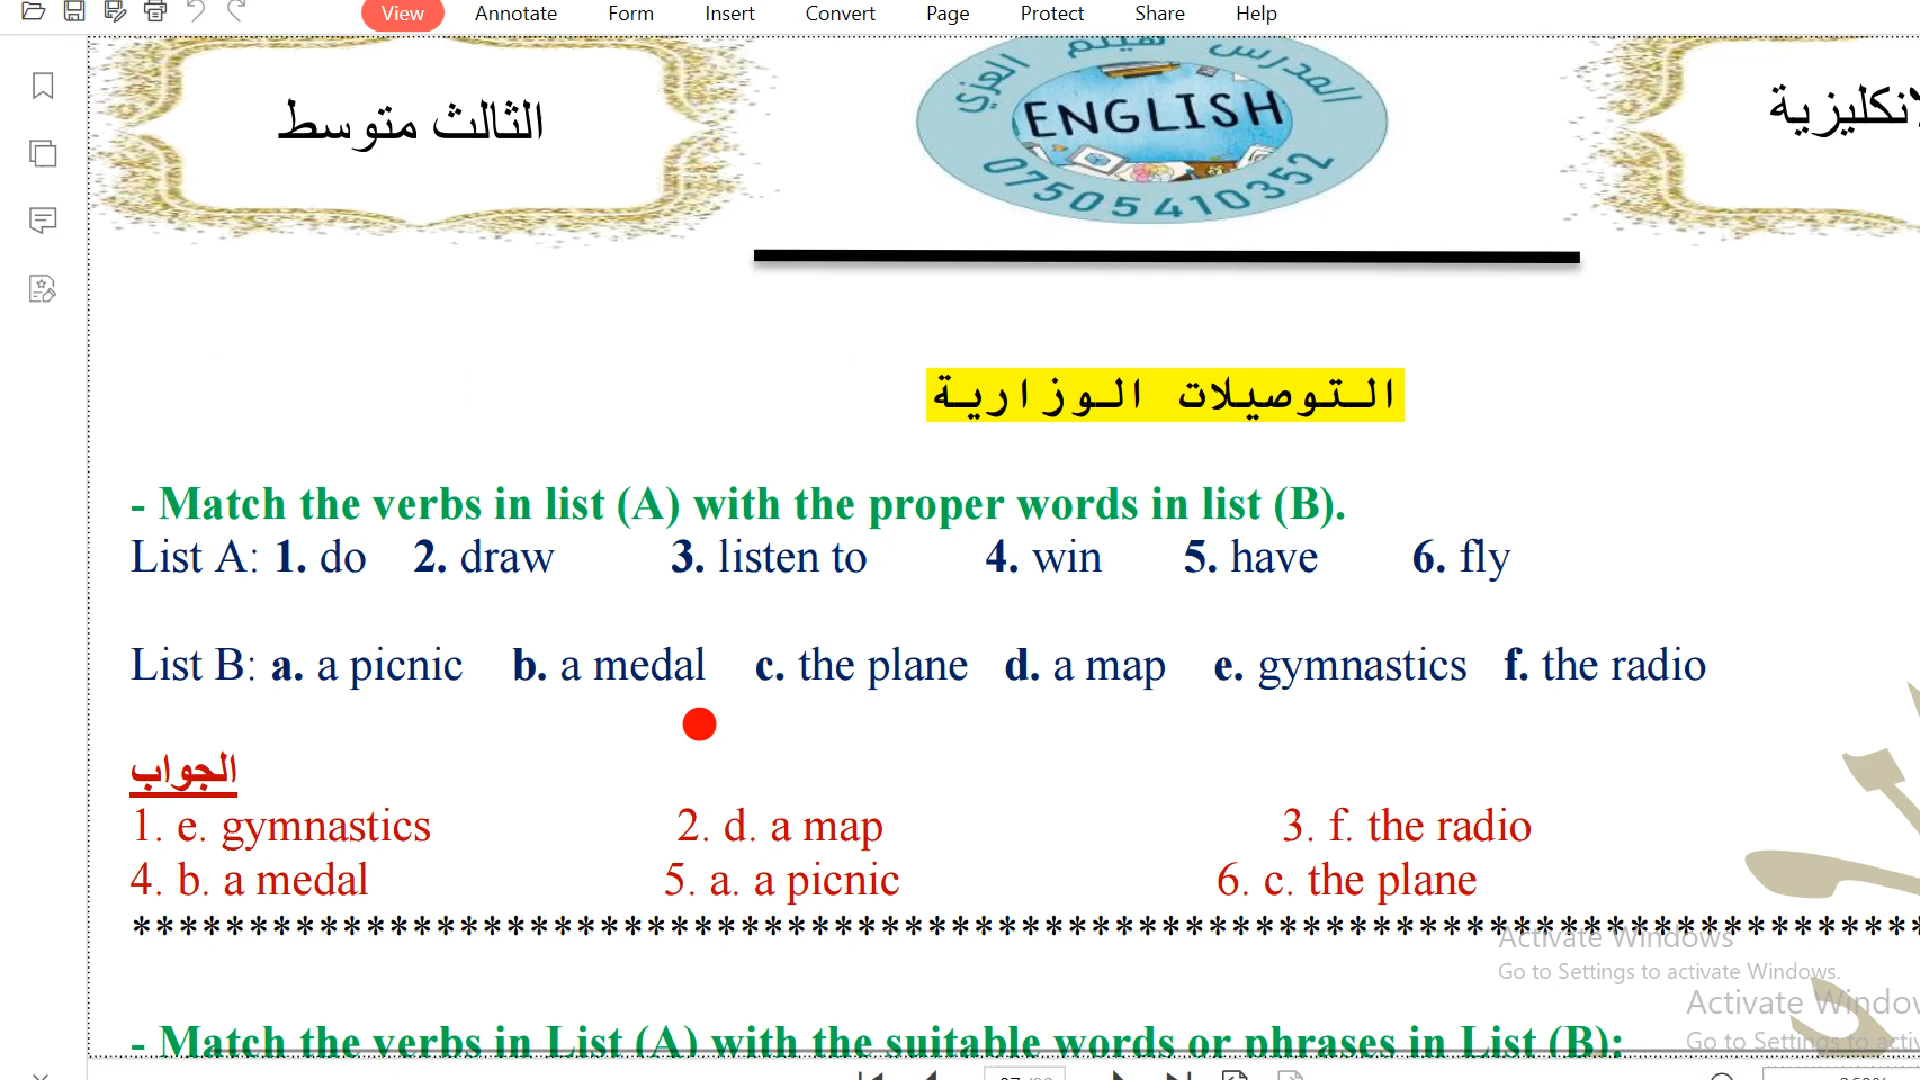 View Annotate Form Insert Convert Page Protect Share Help
الثالث متوسط
المدرس هيثم العزي
ENGLISH
07505410352
- Match the verbs in list (A) with the proper words in list (B).
List A: 1. do 2. draw 3. listen to 4. win 5. have 6. fly
List B: a. a picnic b. a medal c. the plane d. a map e. gymnastics f. the radio
التوصيلات الوزارية
الجواب
1. e. gymnastics 2. d. a map 3. f. the radio
4. b. a medal 5. a. a picnic 6. c. the plane
**********************************************************************
Activate Windows
Go to Settings to activate Windows.
- Match the verbs in List (A) with the suitable words or phrases in List (B):